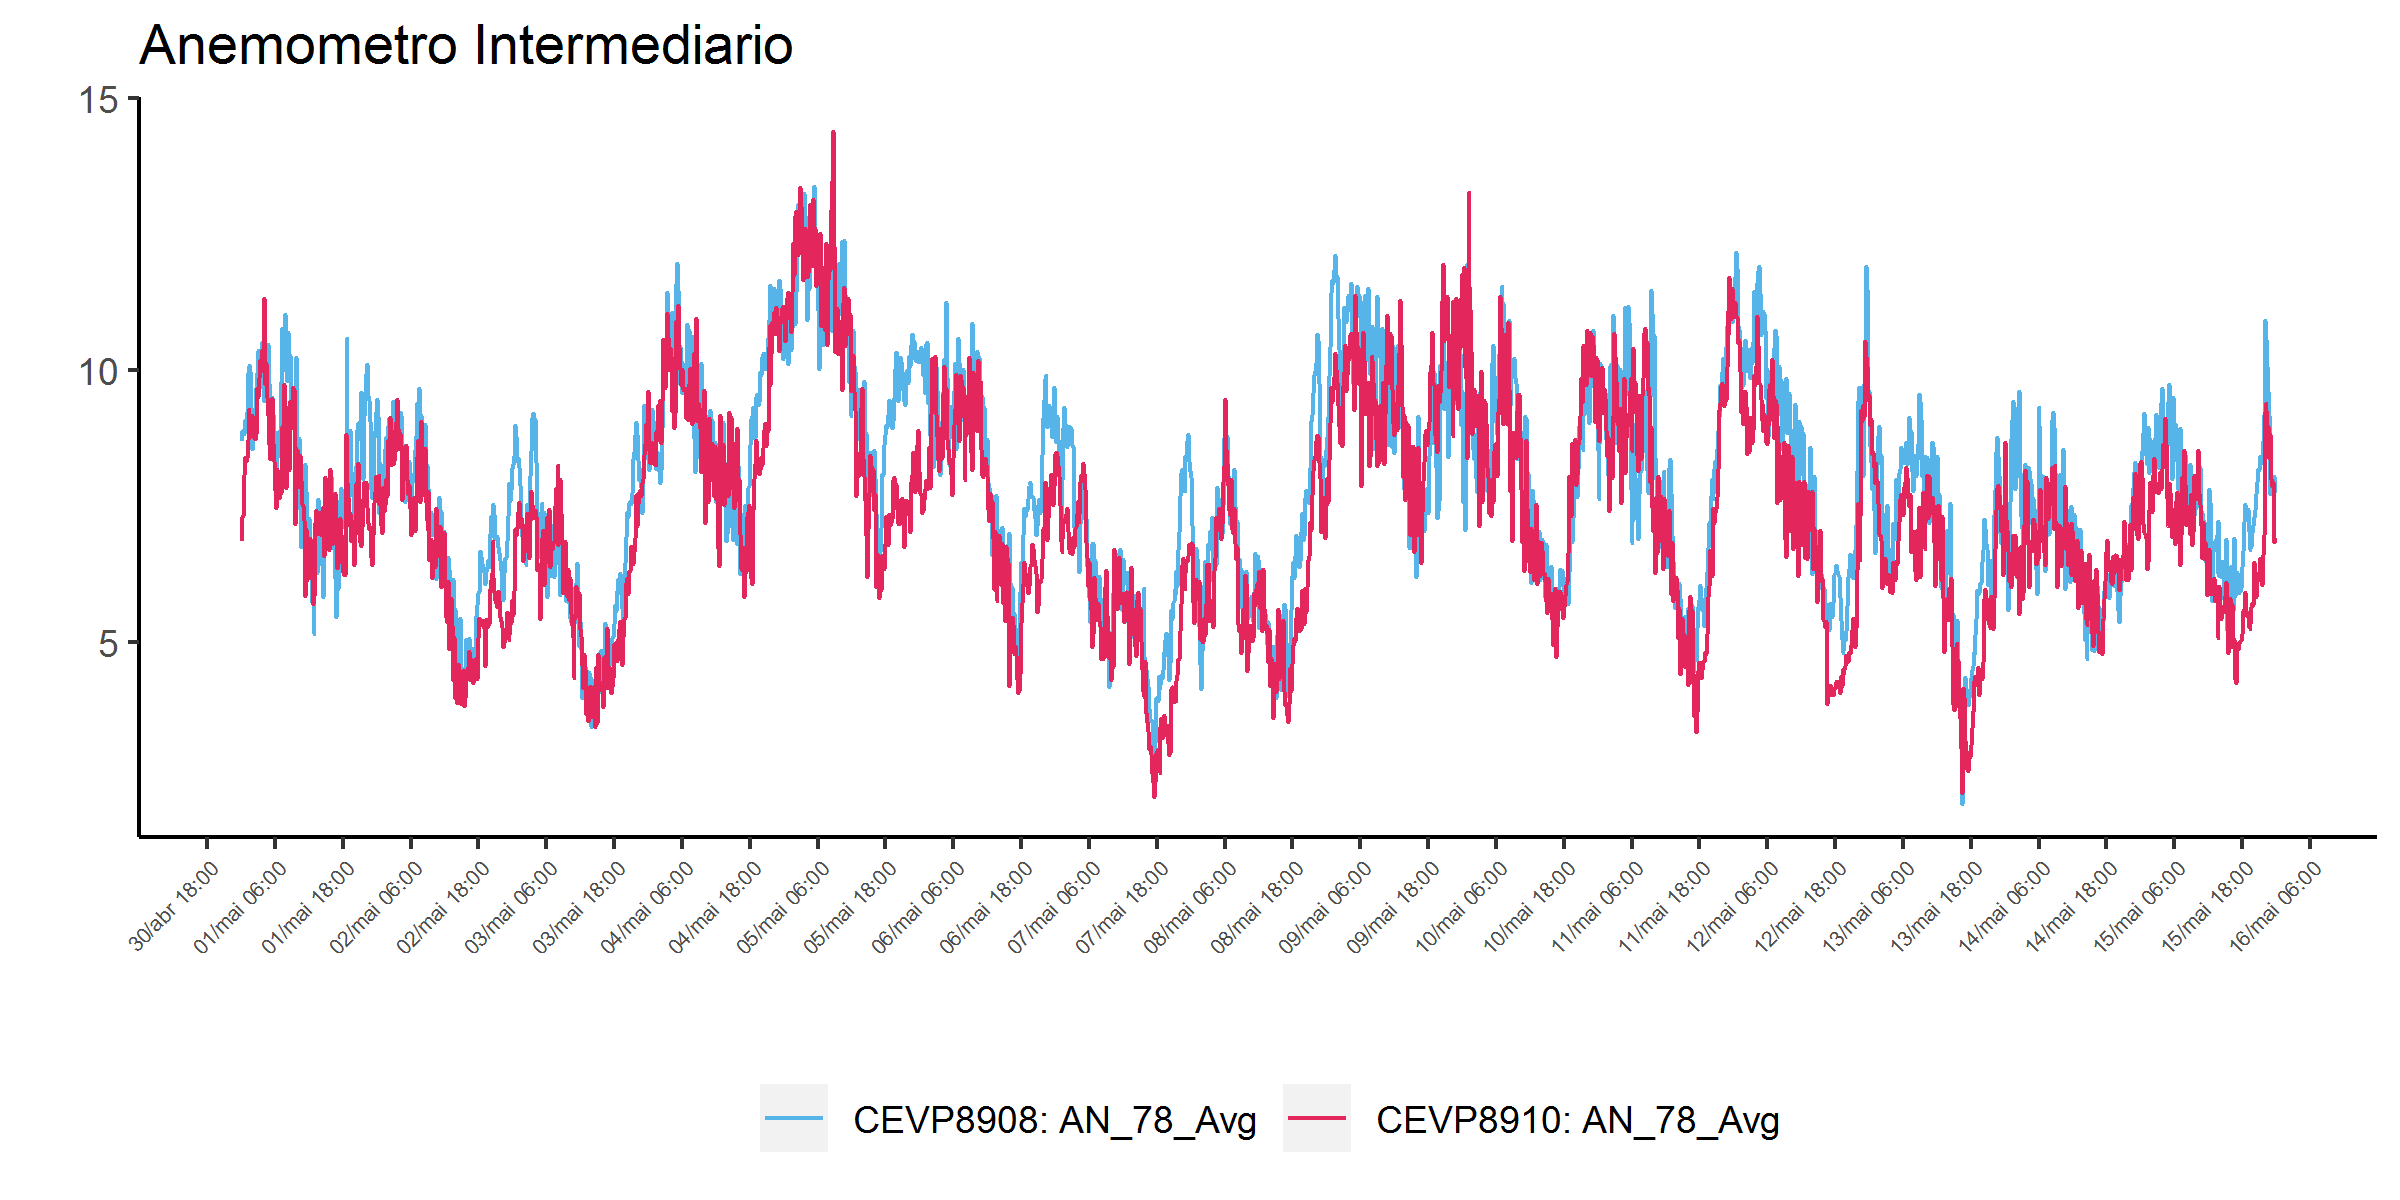 Anemometro Intermediario
15
10
5
30/abr 18:00
01/mai 06:00
01/mai 18:00
02/mai 06:00
02/mai 18:00
03/mai 06:00
03/mai 18:00
04/mai 06:00
04/mai 18:00
05/mai 06:00
05/mai 18:00
06/mai 06:00
06/mai 18:00
07/mai 06:00
07/mai 18:00
08/mai 06:00
08/mai 18:00
09/mai 06:00
09/mai 18:00
10/mai 06:00
10/mai 18:00
11/mai 06:00
11/mai 18:00
12/mai 06:00
12/mai 18:00
13/mai 06:00
13/mai 18:00
14/mai 06:00
14/mai 18:00
15/mai 06:00
15/mai 18:00
16/mai 06:00
CEVP8908: AN_78_Avg
CEVP8910: AN_78_Avg